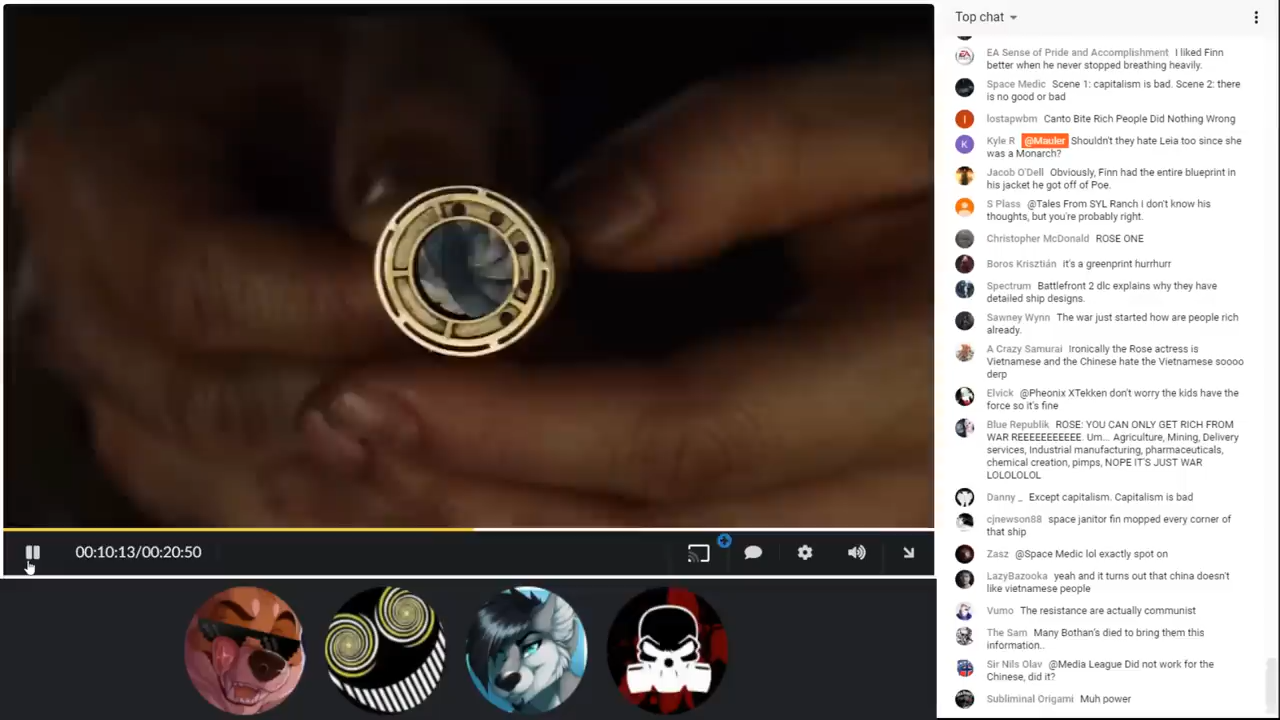 Top chat
EA Sense of Pride and Accomplishment I liked Finn
better when he never stopped breathing heavily.
Space Medic Scene 1: capitalism is bad. Scene 2: there
is no good or bad
lostapwbm Canto Bite Rich People Did Nothing Wrong
Kyle R @Mauler Shouldn't they hate Leia too since she
was a Monarch?
Jacob O'Dell Obviously, Finn had the entire blueprint in
his jacket he got off of Poe.
S Plass @Tales From SYL Ranch I don't know his
thoughts, but you're probably right.
Christopher McDonald ROSE ONE
Boros Krisztián it's a greenprint hurrhurr
Spectrum Battlefront 2 dlc explains why they have
detailed ship designs.
Sawney Wynn The war just started how are people rich
already.
A Crazy Samurai Ironically the Rose actress is
Vietnamese and the Chinese hate the Vietnamese soooo
derp
Elvick @Pheonix XTekken don't worry the kids have the
force so it's fine
Blue Republik ROSE: YOU CAN ONLY GET RICH FROM
WAR REEEEEEEEEEE. Um... Agriculture, Mining, Delivery
services, Industrial manufacturing, pharmaceuticals,
chemical creation, pimps, NOPE IT'S JUST WAR
LOLOLOLOL
Danny _ Except capitalism. Capitalism is bad
cjnewson88 space janitor fin mopped every corner of
that ship
Zasz @Space Medic lol exactly spot on
LazyBazooka yeah and it turns out that china doesn't
like vietnamese people
Vumo The resistance are actually communist
The Sam Many Bothan's died to bring them this
information..
Sir Nils Olav @Media League Did not work for the
Chinese, did it?
Subliminal Origami Muh power
00:10:13/00:20:50